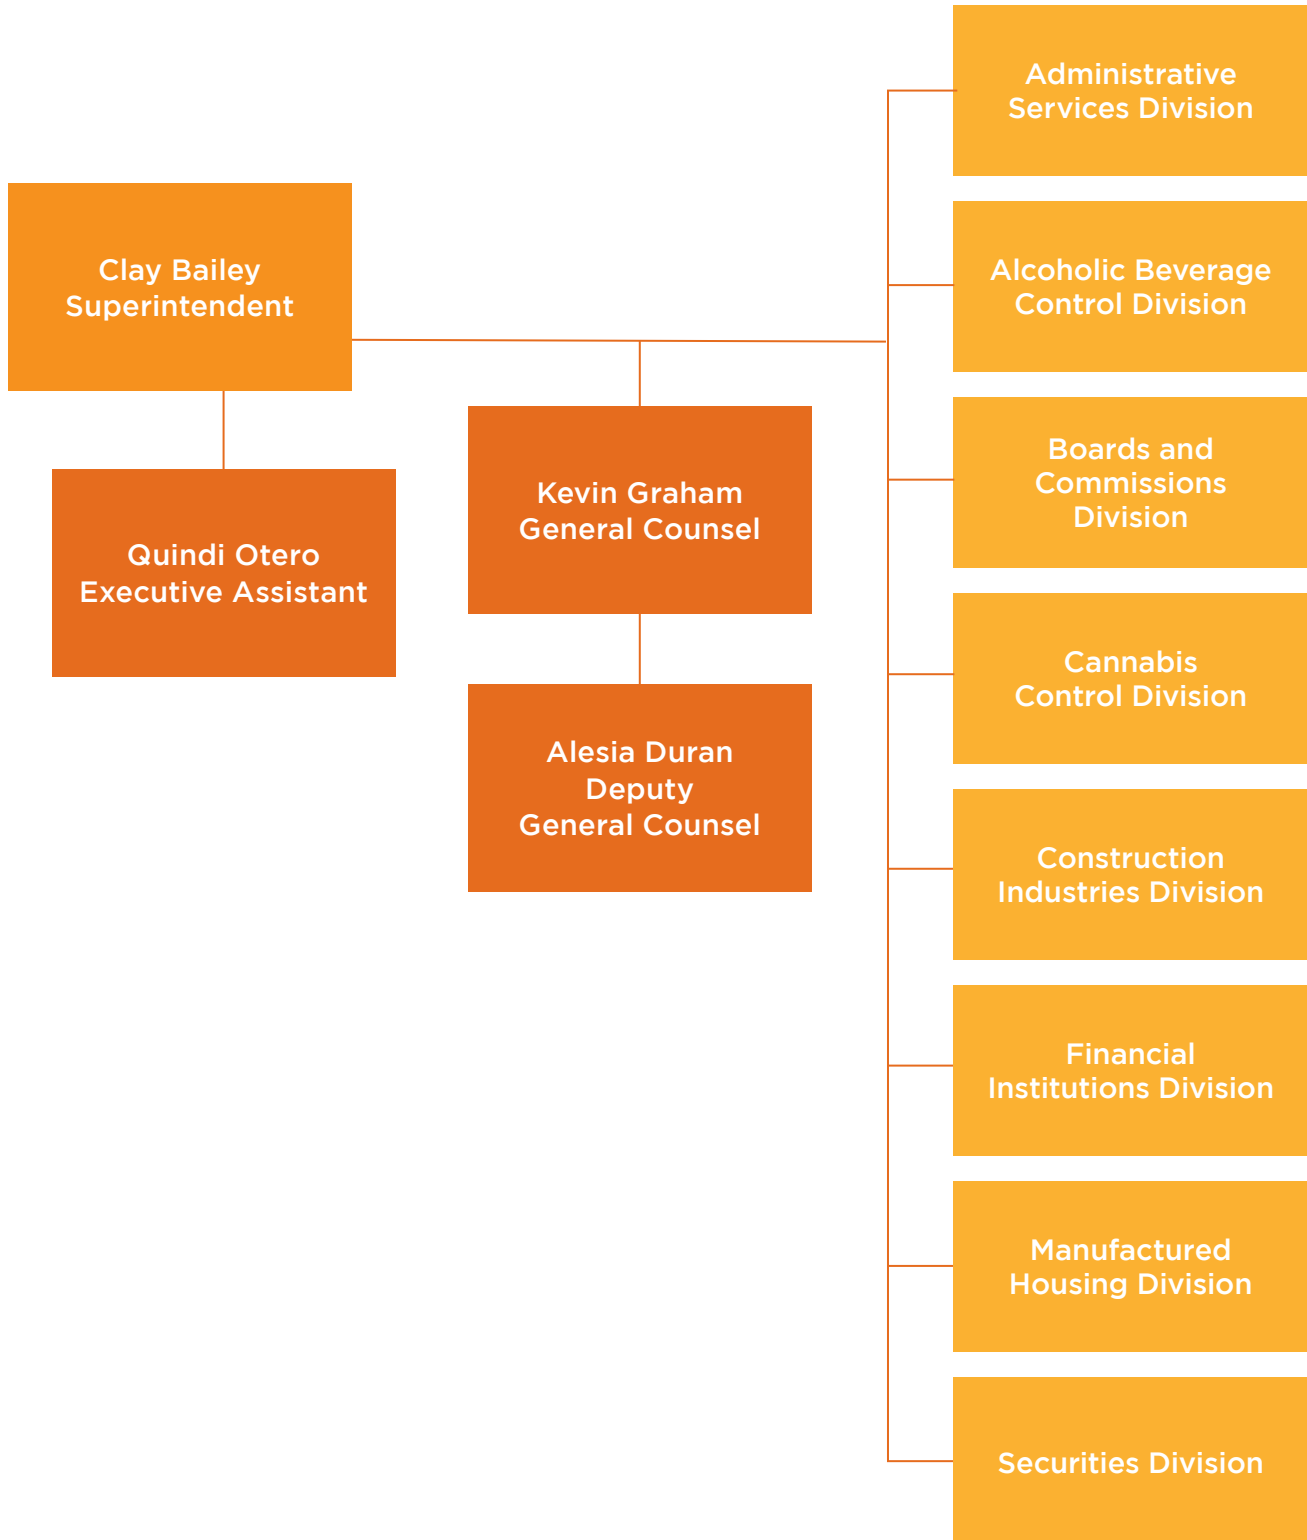 Clay Bailey
Superintendent
Quindi Otero
Executive Assistant
Kevin Graham
General Counsel
Alesia Duran
Deputy
General Counsel
Administrative
Services Division
Alcoholic Beverage
Control Division
Boards and
Commissions
Division
Cannabis
Control Division
Construction
Industries Division
Financial
Institutions Division
Manufactured
Housing Division
Securities Division